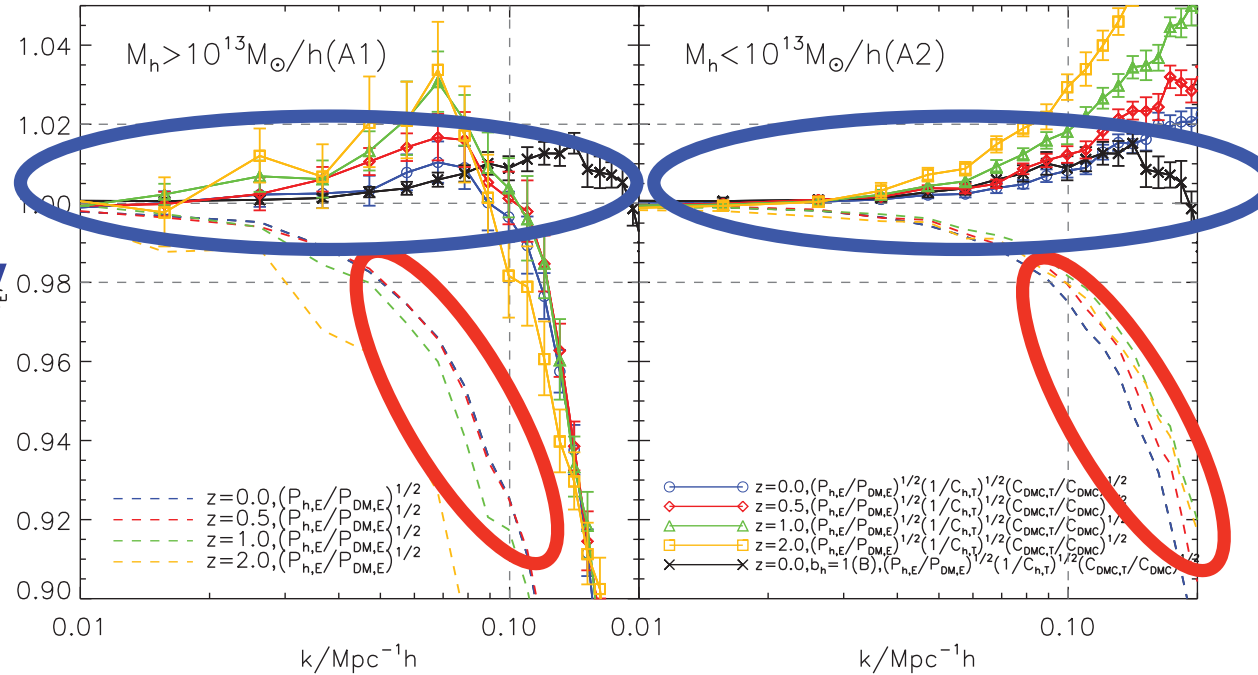 M_h>10^13M_⊙/h(A1)
M_h<10^13M_⊙/h(A2)
1.04
1.02
.00
0.98
0.96
0.94
0.92
0.90
z=0.0,(P_h,E/P_DM,E)^1/2
z=0.5,(P_h,E/P_DM,E)^1/2
z=1.0,(P_h,E/P_DM,E)^1/2
z=2.0,(P_h,E/P_DM,E)^1/2
z=0.0,(P_h,E/P_DM,E)^1/2(1/C_h,T)^1/2(C_DMC,T/C_DMC)^1/2
z=0.5,(P_h,E/P_DM,E)^1/2(1/C_h,T)^1/2(C_DMC,T/C_DMC)^1/2
z=1.0,(P_h,E/P_DM,E)^1/2(1/C_h,T)^1/2(C_DMC,T/C_DMC)^1/2
z=2.0,(P_h,E/P_DM,E)^1/2(1/C_h,T)^1/2(C_DMC,T/C_DMC)^1/2
z=0.0,b_h=1(B),(P_h,E/P_DM,E)^1/2(1/C_h,T)^1/2(C_DMC,T/C_DMC)^1/2
0.01
0.10
0.01
0.10
k/Mpc^-1h
k/Mpc^-1h